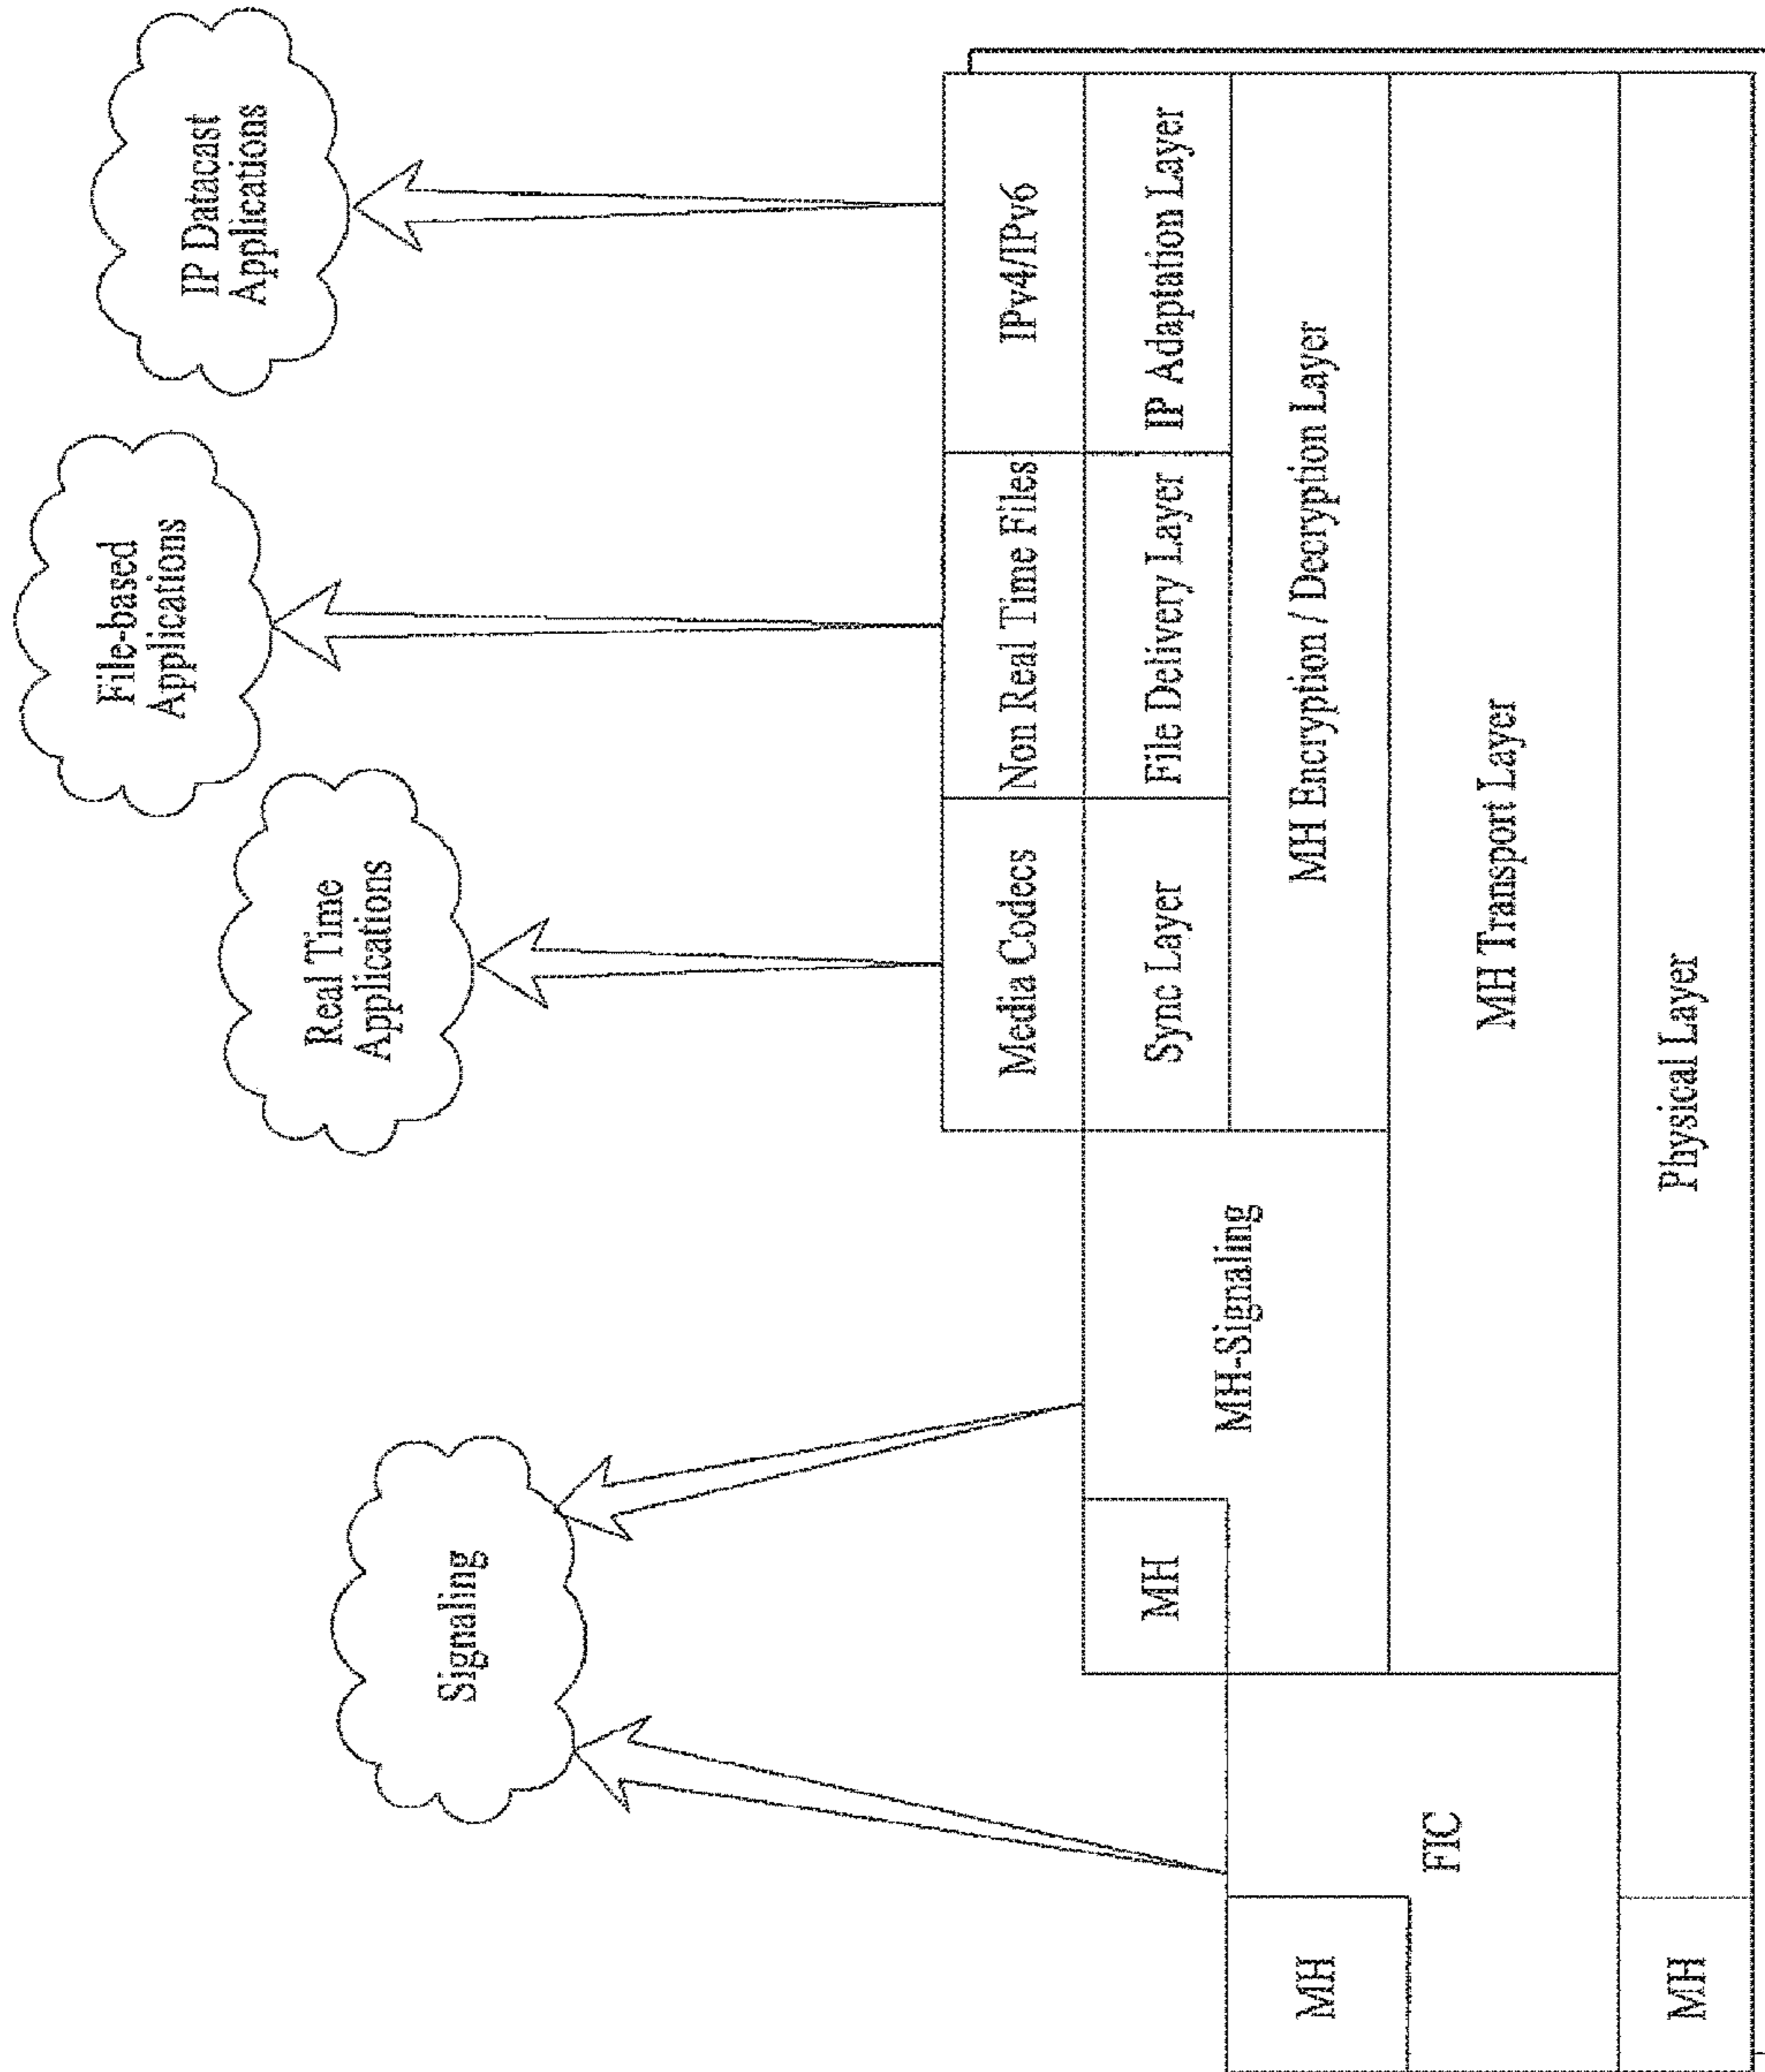 Signaling
Real Time
Applications
File-based
Applications
IP Datacast
Applications
Media Codecs
Non Real Time Files
IPv4/IPv6
MH
Sync Layer
File Delivery Layer
IP Adaptation Layer
MH-Signaling
MH
MH Encryption / Decryption Layer
FIC
MH Transport Layer
MH
Physical Layer